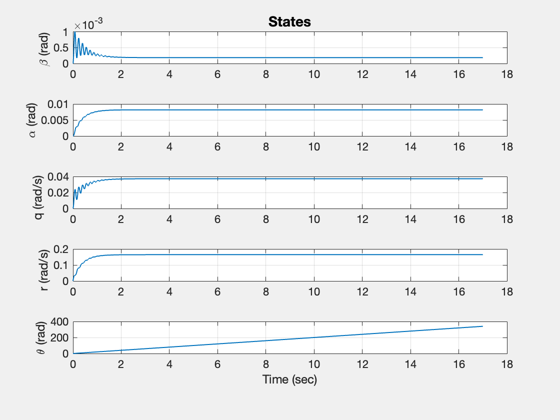 States
×10⁻³
1
0.5
0
β (rad)
0 2 4 6 8 10 12 14 16 18
0.01
0.005
0
α (rad)
0 2 4 6 8 10 12 14 16 18
0.04
0.02
0
q (rad/s)
0 2 4 6 8 10 12 14 16 18
0.2
0.1
0
r (rad/s)
0 2 4 6 8 10 12 14 16 18
400
200
0
θ (rad)
0 2 4 6 8 10 12 14 16 18
Time (sec)